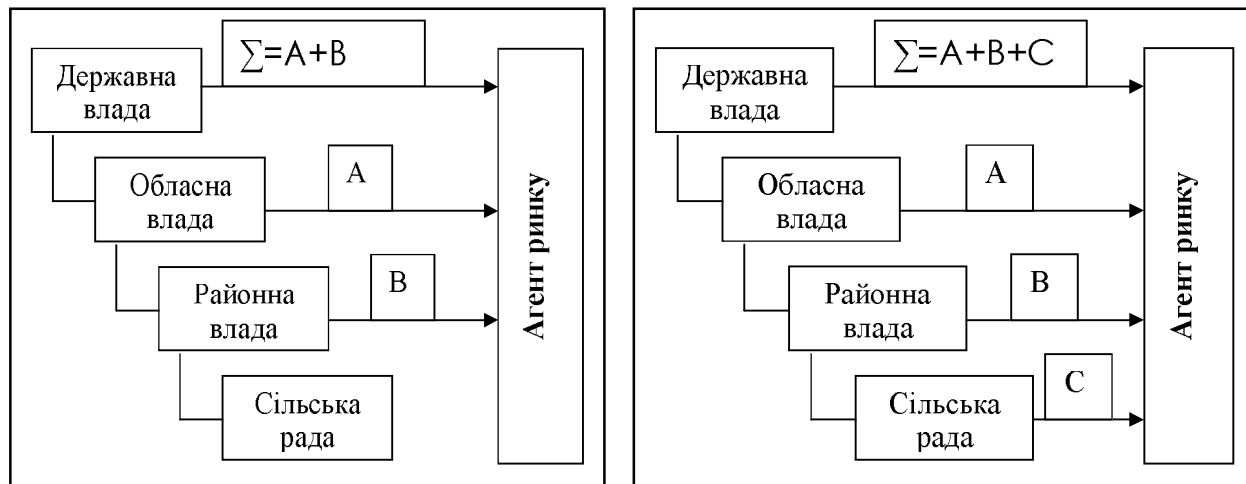 ∑=A+B
Державна
влада
Обласна
влада
А
Районна
влада
В
Сільська
рада
Агент ринку
∑=A+B+C
Державна
влада
Обласна
влада
А
Районна
влада
В
Сільська
рада
С
Агент ринку